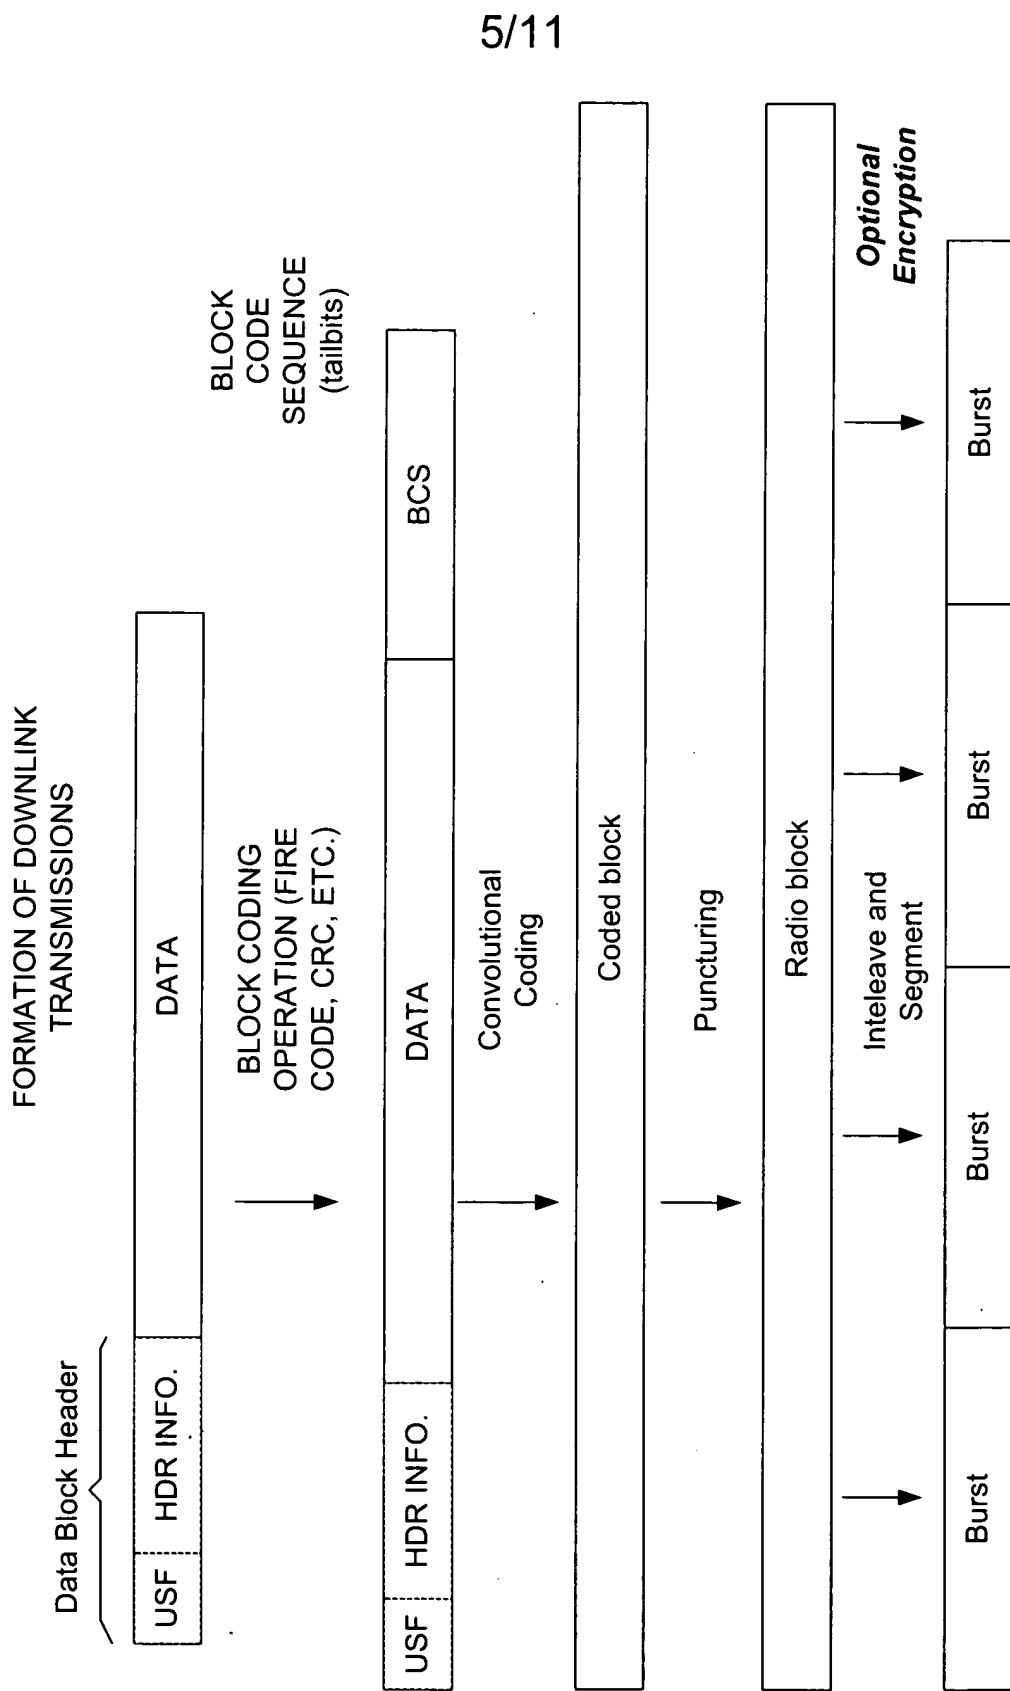 5/11
FORMATION OF DOWNLINK
TRANSMISSIONS
Data Block Header
USF HDR INFO. DATA
BLOCK CODING
OPERATION (FIRE
CODE, CRC, ETC.)
BLOCK
CODE
SEQUENCE
(tailbits)
USF HDR INFO. DATA BCS
Convolutional
Coding
Coded block
Puncturing
Radio block
Inteleave and
Segment
Optional
Encryption
Burst Burst Burst Burst